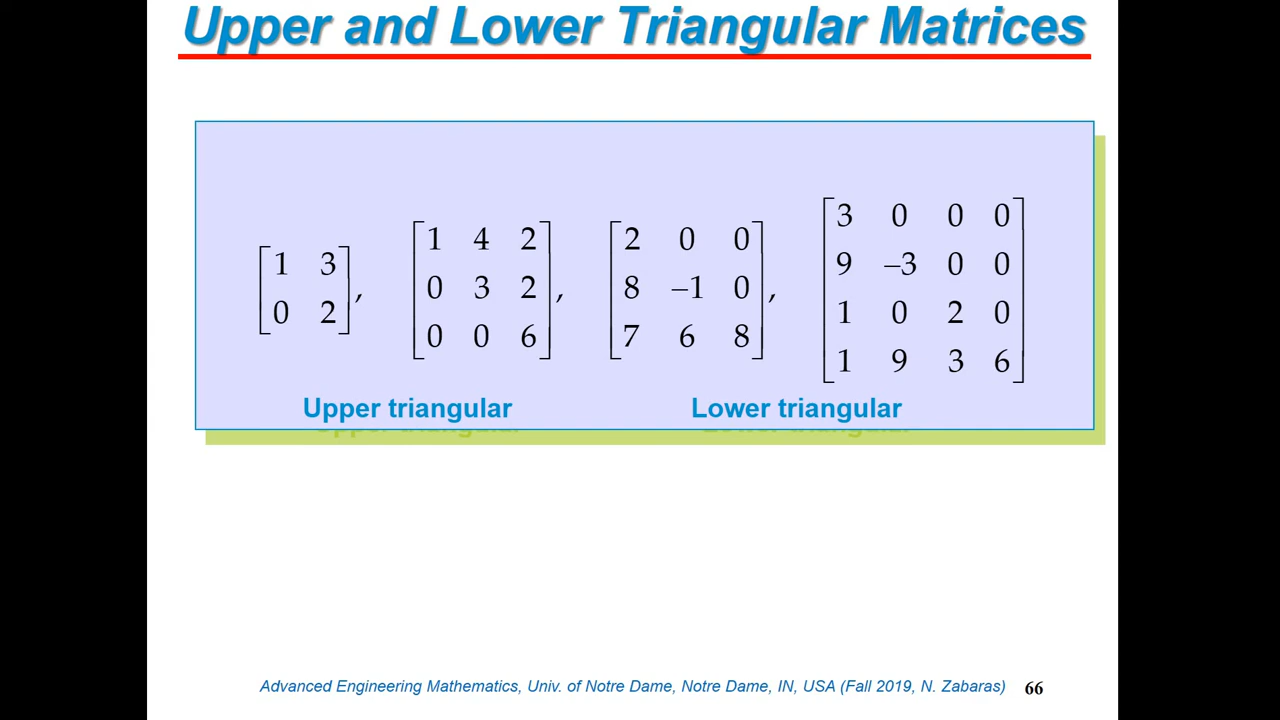 Upper and Lower Triangular Matrices
[1 3
0 2],
[1 4 2
0 3 2
0 0 6],
[2 0 0
8 –1 0
7 6 8],
[3 0 0 0
9 –3 0 0
1 0 2 0
1 9 3 6]
Upper triangular
Lower triangular
Advanced Engineering Mathematics, Univ. of Notre Dame, Notre Dame, IN, USA (Fall 2019, N. Zabaras) 66